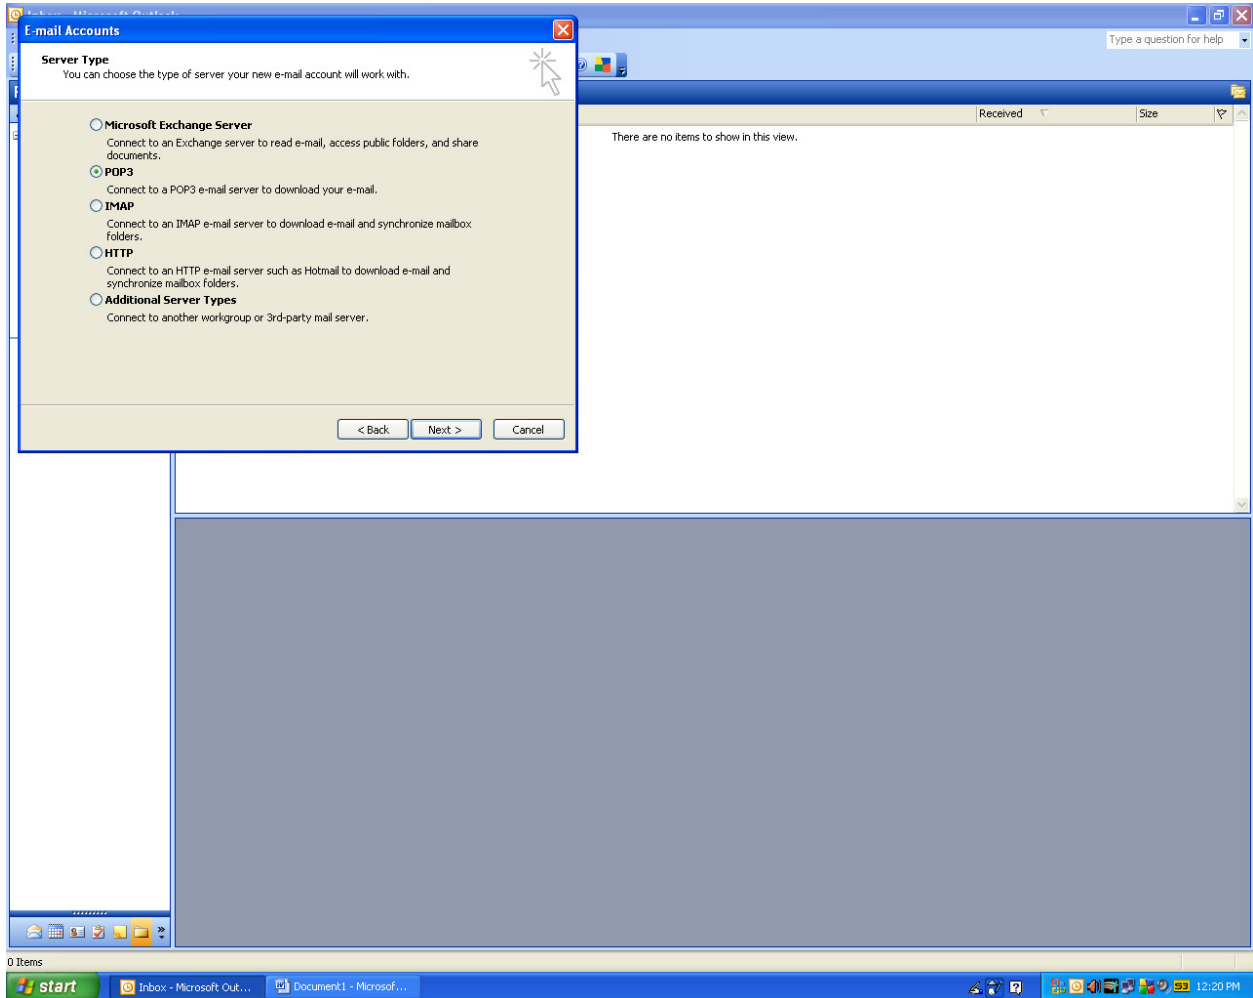 E-mail Accounts
Type a question for help
Server Type
You can choose the type of server your new e-mail account will work with.
Received
Size
There are no items to show in this view.
Microsoft Exchange Server
Connect to an Exchange server to read e-mail, access public folders, and share
documents.
POP3
Connect to a POP3 e-mail server to download your e-mail.
IMAP
Connect to an IMAP e-mail server to download e-mail and synchronize mailbox
folders.
HTTP
Connect to an HTTP e-mail server such as Hotmail to download e-mail and
synchronize mailbox folders.
Additional Server Types
Connect to another workgroup or 3rd-party mail server.
< Back
Next >
Cancel
0 Items
start
Inbox - Microsoft Out...
Document1 - Microsof...
12:20 PM